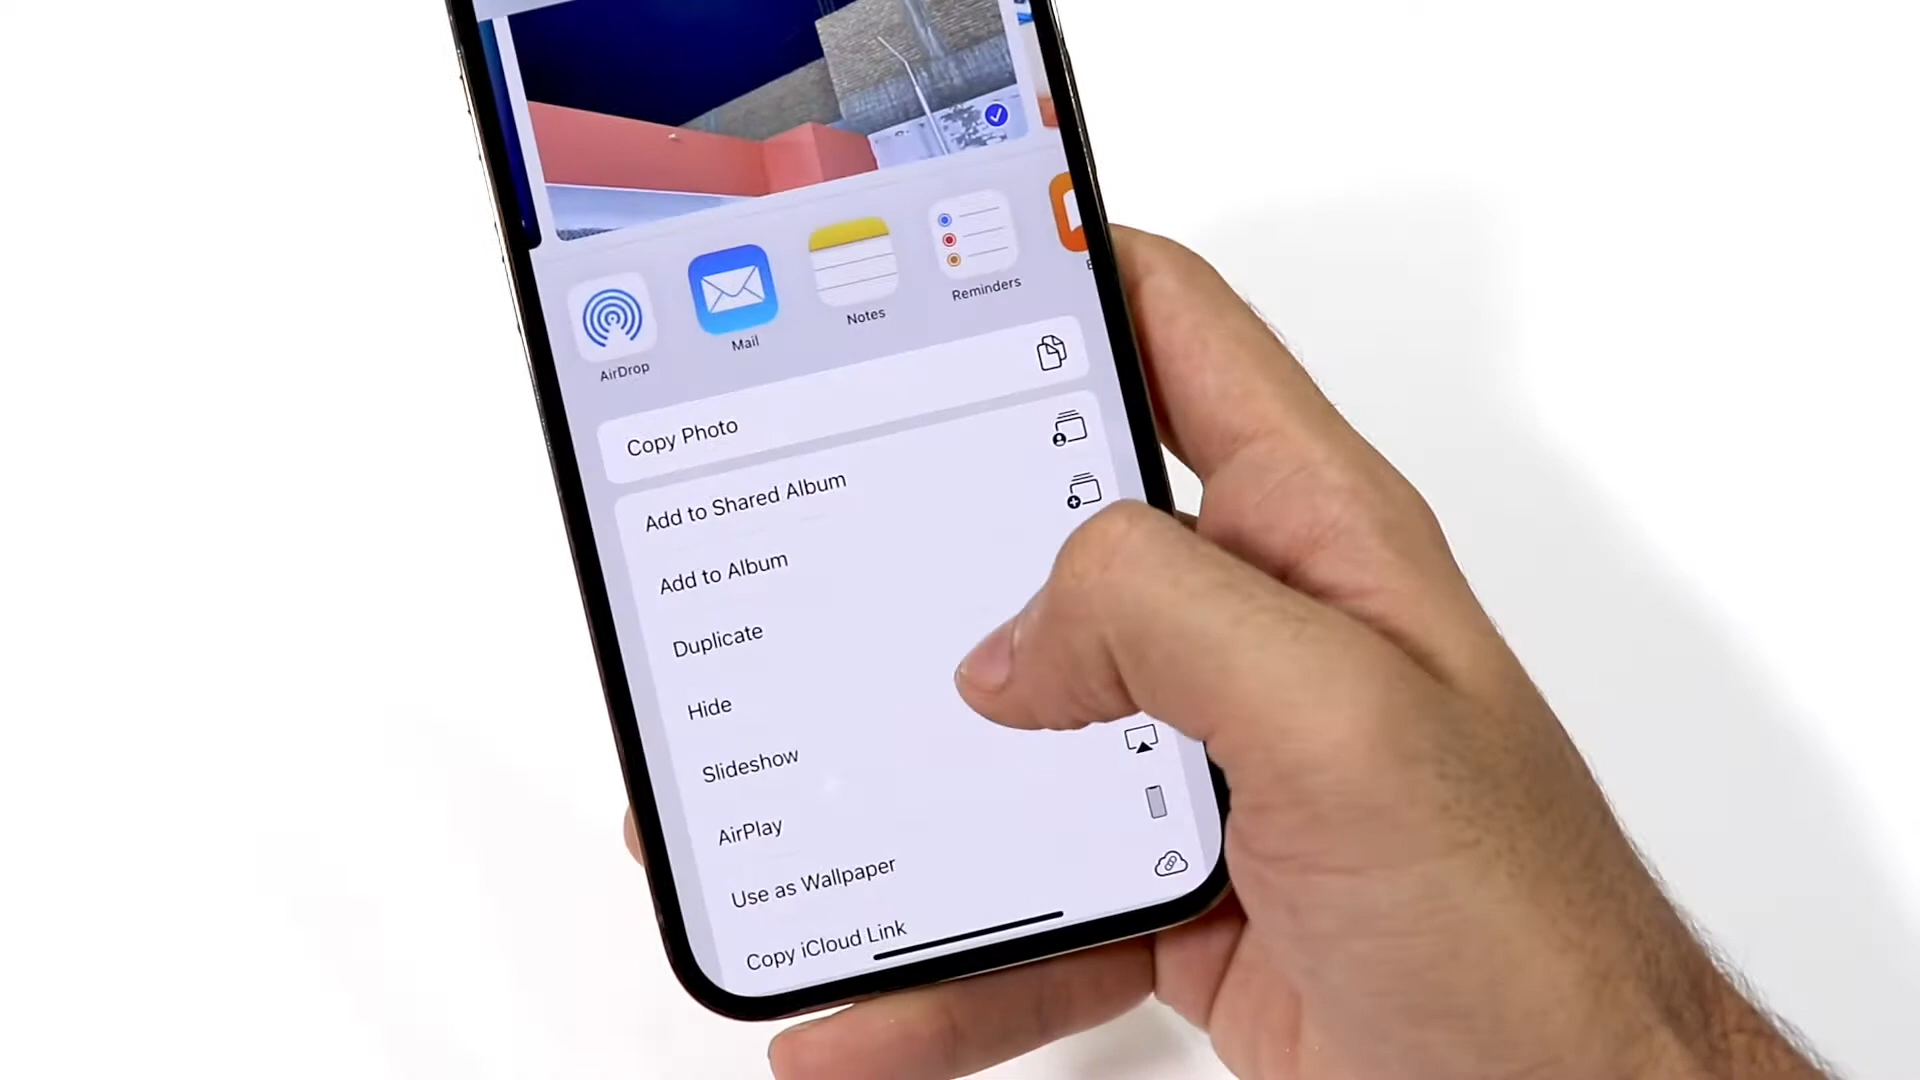 AirDrop
Mail
Notes
Reminders
Copy Photo
Add to Shared Album
Add to Album
Duplicate
Hide
Slideshow
AirPlay
Use as Wallpaper
Copy iCloud Link